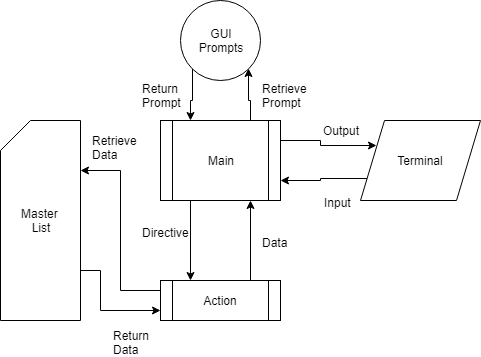 GUI
Prompts
Return
Prompt
Retrieve
Prompt
Output
Retrieve
Data
Main
Terminal
Input
Master
List
Directive
Data
Action
Return
Data